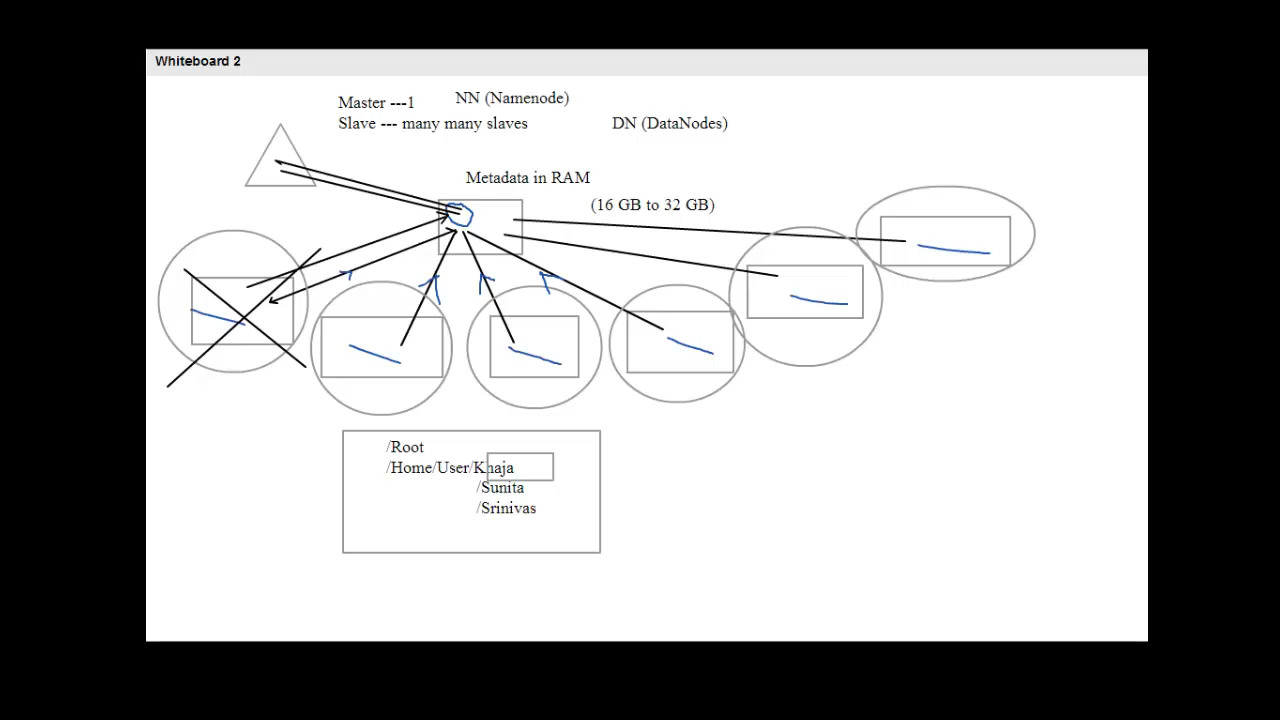 Whiteboard 2
Master ---1 NN (Namenode)
Slave --- many many slaves DN (DataNodes)
Metadata in RAM
(16 GB to 32 GB)
/Root
/Home/User/Khaja
/Sunita
/Srinivas